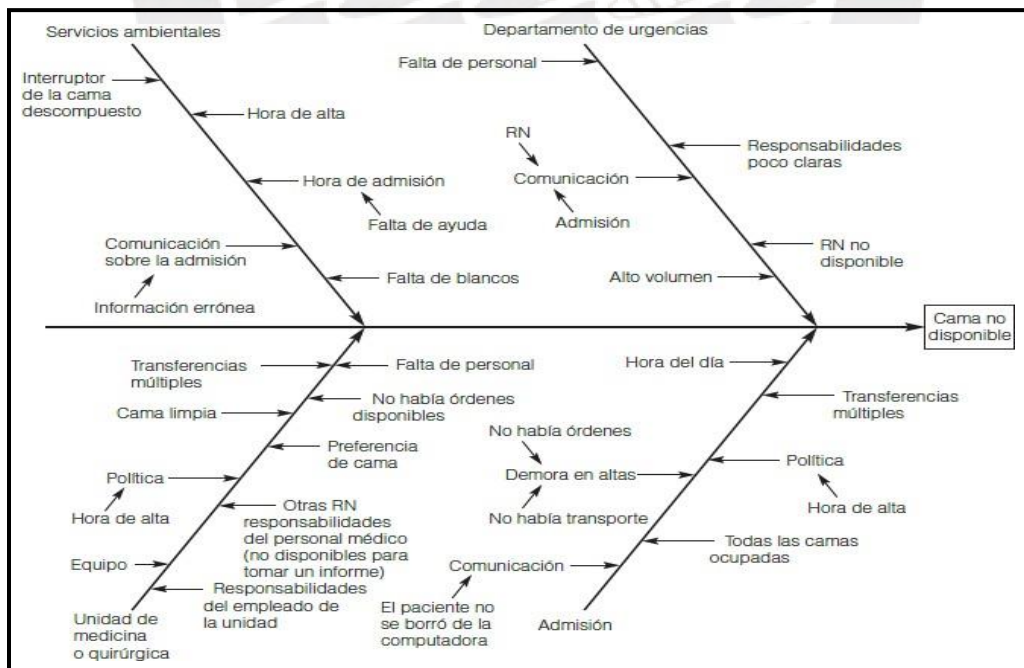 Servicios ambientales
Interruptor
de la cama
descompuesto
Hora de alta
Hora de admisión
Falta de ayuda
Comunicación
sobre la admisión
Información errónea
Falta de blancos
Departamento de urgencias
Falta de personal
RN
Comunicación
Admisión
Responsabilidades
poco claras
RN no
disponible
Alto volumen
Cama no
disponible
Transferencias
múltiples
Falta de personal
Cama limpia
No había órdenes
disponibles
Preferencia
de cama
Política
Hora de alta
Otras RN
responsabilidades
del personal médico
(no disponibles para
tomar un informe)
Equipo
Responsabilidades
del empleado de
la unidad
Unidad de
medicina
o quirúrgica
Hora del día
Transferencias
múltiples
No había órdenes
Demora en altas
No había transporte
Política
Hora de alta
Todas las camas
ocupadas
Comunicación
El paciente no
se borró de la
computadora
Admisión